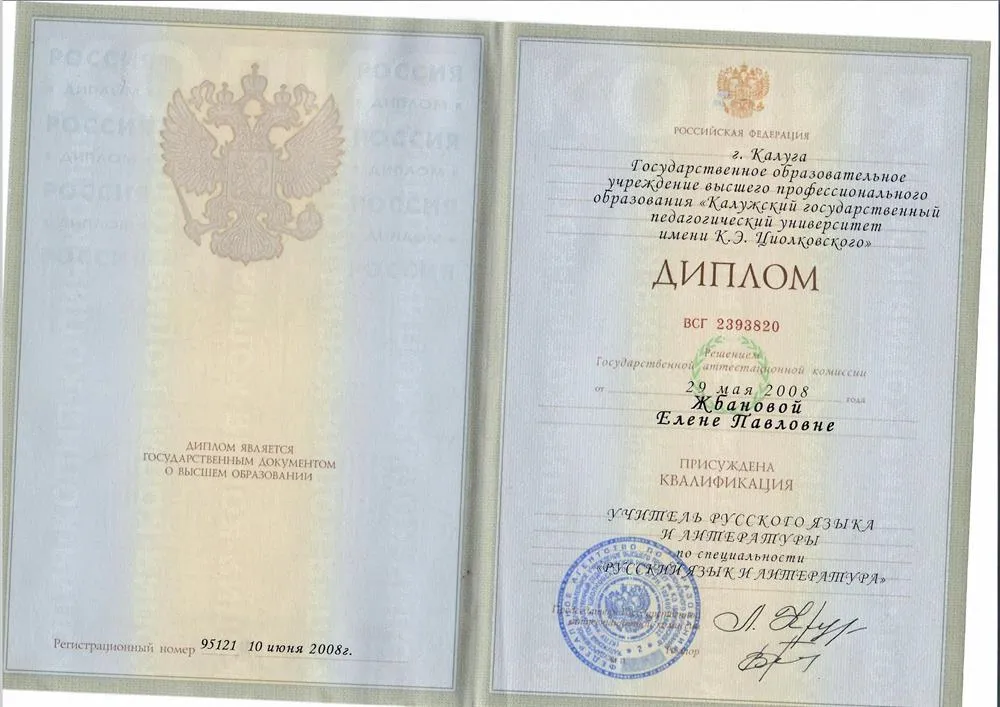 ДИПЛОМ ЯВЛЯЕТСЯ
ГОСУДАРСТВЕННЫМ ДОКУМЕНТОМ
О ВЫСШЕМ ОБРАЗОВАНИИ
Регистрационный номер 95121 10 июня 2008г.
РОССИЙСКАЯ ФЕДЕРАЦИЯ
г. Калуга
Государственное образовательное
учреждение высшего профессионального
образования «Калужский государственный
педагогический университет
имени К.Э. Циолковского»
ДИПЛОМ
ВСГ 2393820
Решением
Государственной аттестационной комиссии
от 29 мая 2008 года
Жбановой
Елене Павловне
ПРИСУЖДЕНА
КВАЛИФИКАЦИЯ
УЧИТЕЛЬ РУССКОГО ЯЗЫКА
И ЛИТЕРАТУРЫ
по специальности
«РУССКИЙ ЯЗЫК И ЛИТЕРАТУРА»